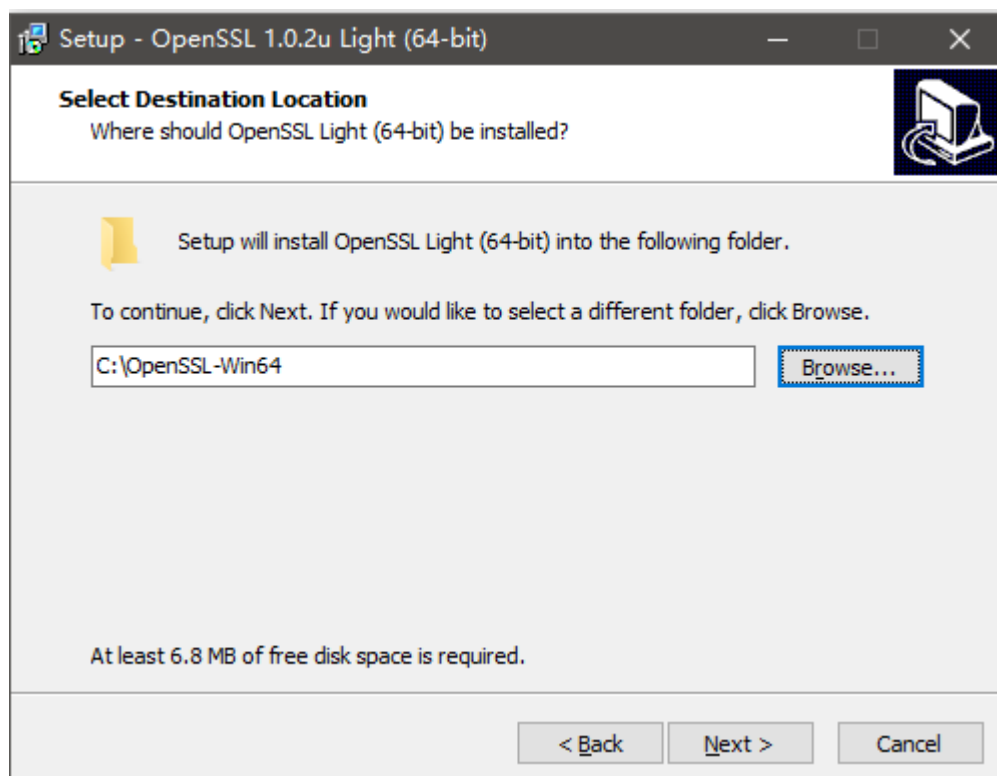 Setup - OpenSSL 1.0.2u Light (64-bit)
Select Destination Location
Where should OpenSSL Light (64-bit) be installed?
Setup will install OpenSSL Light (64-bit) into the following folder.
To continue, click Next. If you would like to select a different folder, click Browse.
C:\OpenSSL-Win64
Browse...
At least 6.8 MB of free disk space is required.
< Back
Next >
Cancel